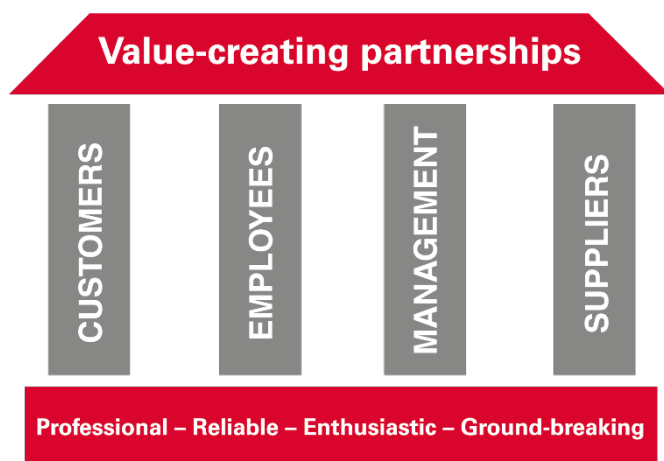 Value-creating partnerships
CUSTOMERS
EMPLOYEES
MANAGEMENT
SUPPLIERS
Professional – Reliable – Enthusiastic – Ground-breaking